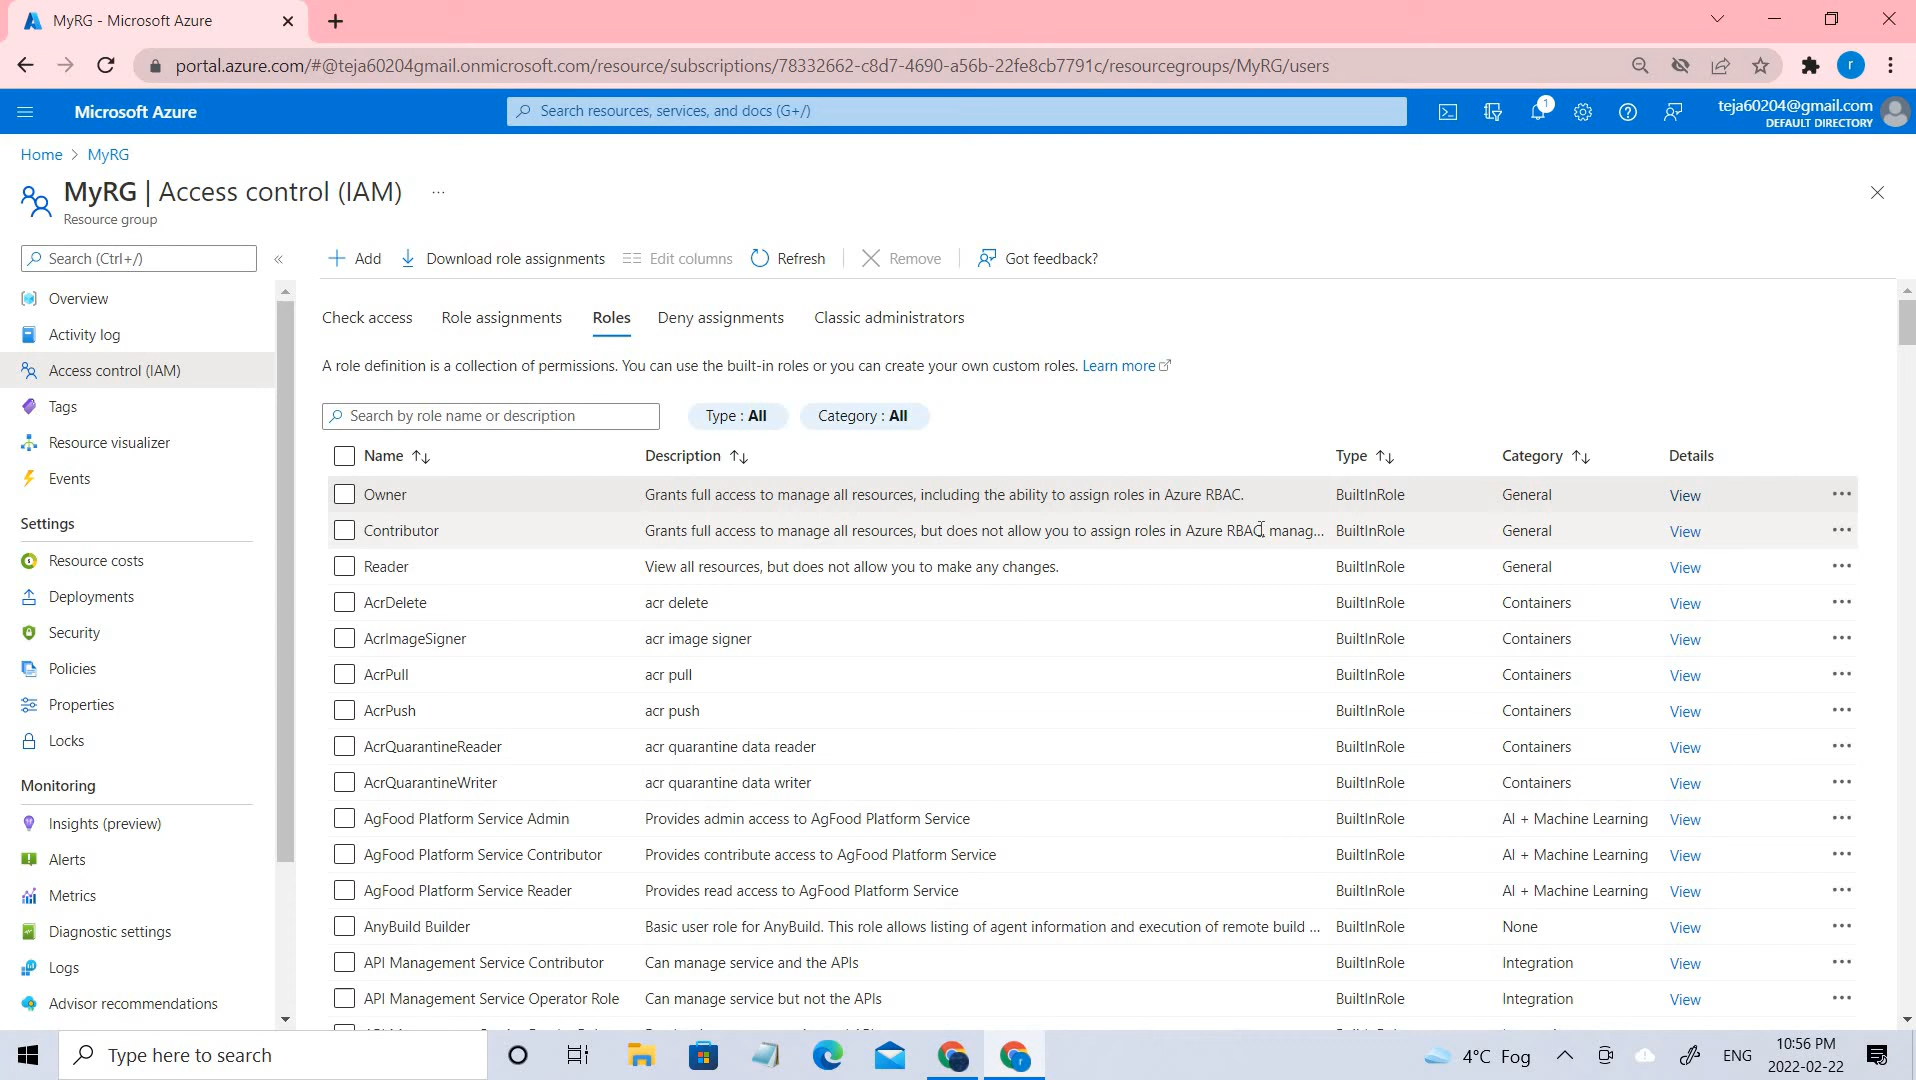 MyRG - Microsoft Azure
portal.azure.com/#@teja60204gmail.onmicrosoft.com/resource/subscriptions/78332662-c8d7-4690-a56b-22fe8cb7791c/resourcegroups/MyRG/users
r
Microsoft Azure
Search resources, services, and docs (G+/)
1
teja60204@gmail.com
DEFAULT DIRECTORY
Home > MyRG
MyRG | Access control (IAM) ...
Resource group
Search (Ctrl+/)
«
Add
Download role assignments
Edit columns
Refresh
Remove
Got feedback?
Overview
Activity log
Access control (IAM)
Tags
Resource visualizer
Events
Settings
Resource costs
Deployments
Security
Policies
Properties
Locks
Monitoring
Insights (preview)
Alerts
Metrics
Diagnostic settings
Logs
Advisor recommendations
Check access Role assignments Roles Deny assignments Classic administrators
A role definition is a collection of permissions. You can use the built-in roles or you can create your own custom roles. Learn more
Search by role name or description
Type : All
Category : All
Name Description Type Category Details
Owner Grants full access to manage all resources, including the ability to assign roles in Azure RBAC. BuiltInRole General View ...
Contributor Grants full access to manage all resources, but does not allow you to assign roles in Azure RBAC, manag... BuiltInRole General View ...
Reader View all resources, but does not allow you to make any changes. BuiltInRole General View ...
AcrDelete acr delete BuiltInRole Containers View ...
AcrImageSigner acr image signer BuiltInRole Containers View ...
AcrPull acr pull BuiltInRole Containers View ...
AcrPush acr push BuiltInRole Containers View ...
AcrQuarantineReader acr quarantine data reader BuiltInRole Containers View ...
AcrQuarantineWriter acr quarantine data writer BuiltInRole Containers View ...
AgFood Platform Service Admin Provides admin access to AgFood Platform Service BuiltInRole AI + Machine Learning View ...
AgFood Platform Service Contributor Provides contribute access to AgFood Platform Service BuiltInRole AI + Machine Learning View ...
AgFood Platform Service Reader Provides read access to AgFood Platform Service BuiltInRole AI + Machine Learning View ...
AnyBuild Builder Basic user role for AnyBuild. This role allows listing of agent information and execution of remote build ... BuiltInRole None View ...
API Management Service Contributor Can manage service and the APIs BuiltInRole Integration View ...
API Management Service Operator Role Can manage service but not the APIs BuiltInRole Integration View ...
Type here to search
4°C Fog
ENG
10:56 PM
2022-02-22